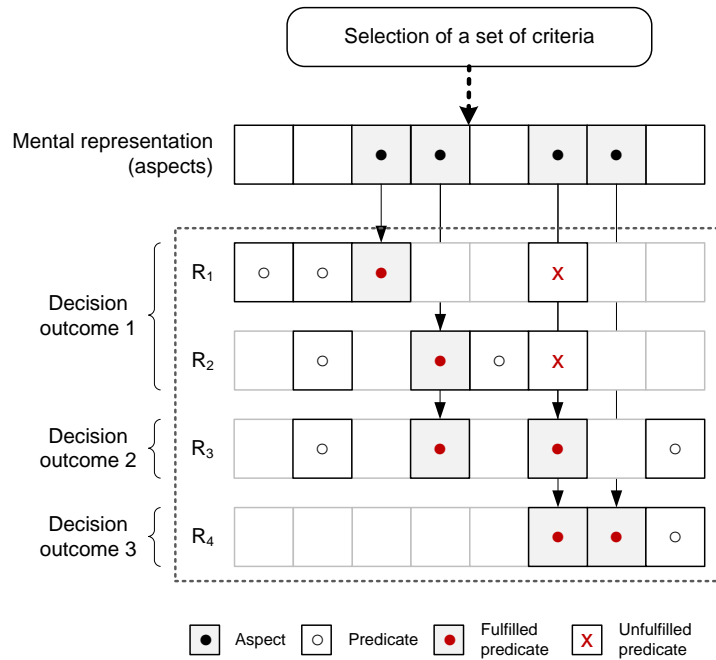 Selection of a set of criteria
Mental representation
(aspects)
Decision
outcome 1
R1
X
R2
X
Decision
outcome 2
R3
Decision
outcome 3
R4
Aspect
Predicate
Fulfilled
predicate
X
Unfulfilled
predicate